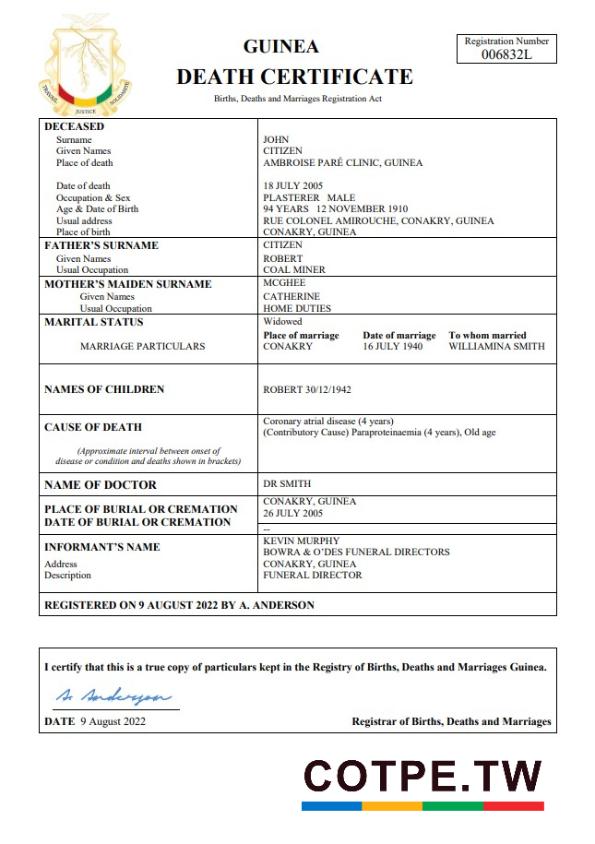 GUINEA
DEATH CERTIFICATE
Births, Deaths and Marriages Registration Act
Registration Number
006832L
TRAVAIL
JUSTICE
SOLIDARITÉ
DECEASED
Surname JOHN
Given Names CITIZEN
Place of death AMBROISE PARÉ CLINIC, GUINEA
Date of death 18 JULY 2005
Occupation & Sex PLASTERER MALE
Age & Date of Birth 94 YEARS 12 NOVEMBER 1910
Usual address RUE COLONEL AMIROUCHE, CONAKRY, GUINEA
Place of birth CONAKRY, GUINEA
FATHER'S SURNAME CITIZEN
Given Names ROBERT
Usual Occupation COAL MINER
MOTHER'S MAIDEN SURNAME MCGHEE
Given Names CATHERINE
Usual Occupation HOME DUTIES
MARITAL STATUS Widowed
Place of marriage Date of marriage To whom married
MARRIAGE PARTICULARS CONAKRY 16 JULY 1940 WILLIAMINA SMITH
NAMES OF CHILDREN ROBERT 30/12/1942
CAUSE OF DEATH
Coronary atrial disease (4 years)
(Contributory Cause) Paraproteinaemia (4 years), Old age
(Approximate interval between onset of
disease or condition and deaths shown in brackets)
NAME OF DOCTOR DR SMITH
PLACE OF BURIAL OR CREMATION CONAKRY, GUINEA
DATE OF BURIAL OR CREMATION 26 JULY 2005
--
INFORMANT'S NAME KEVIN MURPHY
BOWRA & O'DES FUNERAL DIRECTORS
Address CONAKRY, GUINEA
Description FUNERAL DIRECTOR
REGISTERED ON 9 AUGUST 2022 BY A. ANDERSON
I certify that this is a true copy of particulars kept in the Registry of Births, Deaths and Marriages Guinea.
A. Anderson
DATE 9 August 2022 Registrar of Births, Deaths and Marriages
COTPE.TW